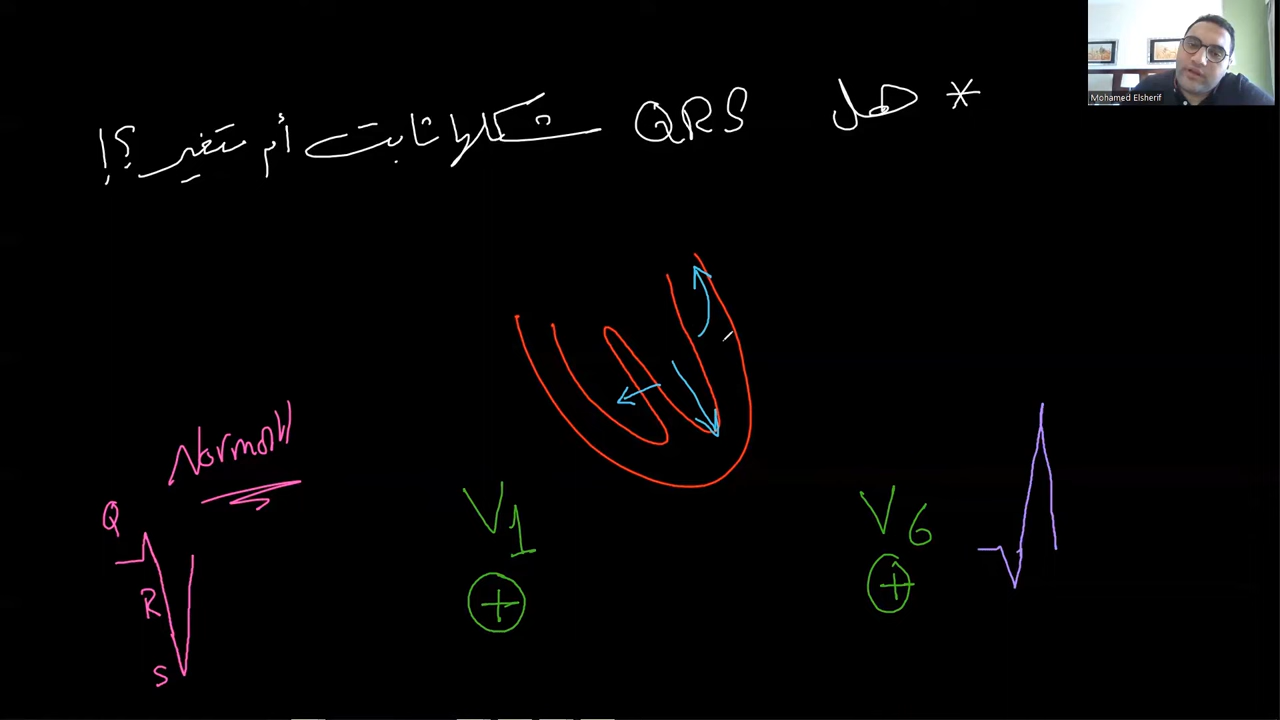 * هل QRS شكلها ثابت أم متغير؟!
Mohamed Elsherif
Normal
Q
R
S
V1
+
V6
+